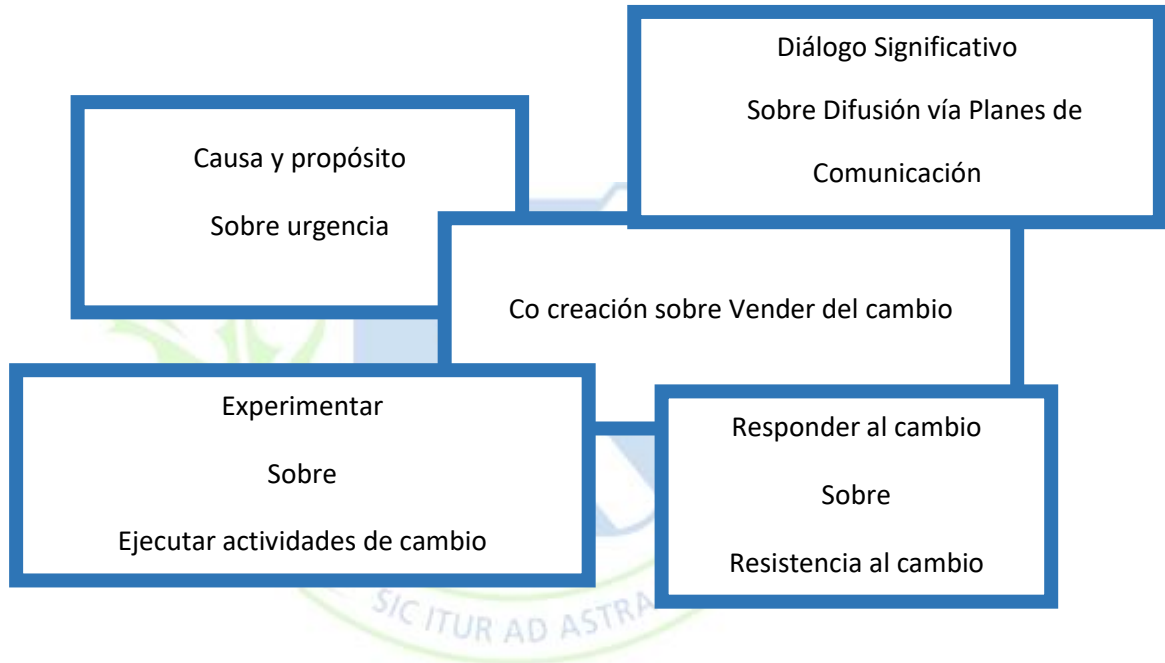 Diálogo Significativo
Sobre Difusión vía Planes de
Comunicación
Causa y propósito
Sobre urgencia
Co creación sobre Vender del cambio
Experimentar
Sobre
Ejecutar actividades de cambio
Responder al cambio
Sobre
Resistencia al cambio
SIC ITUR AD ASTRA